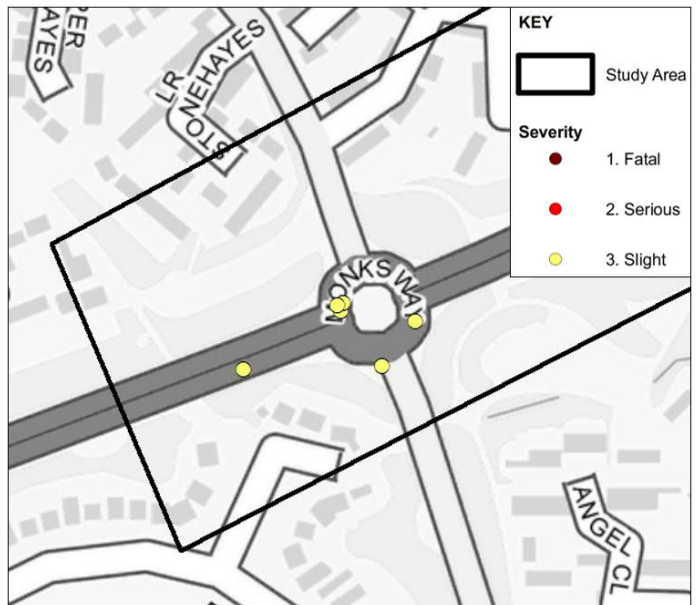 PER
AYES
LR
STONEHAYES
MONKS WAY
ANGEL CL
KEY
Study Area
Severity
1. Fatal
2. Serious
3. Slight